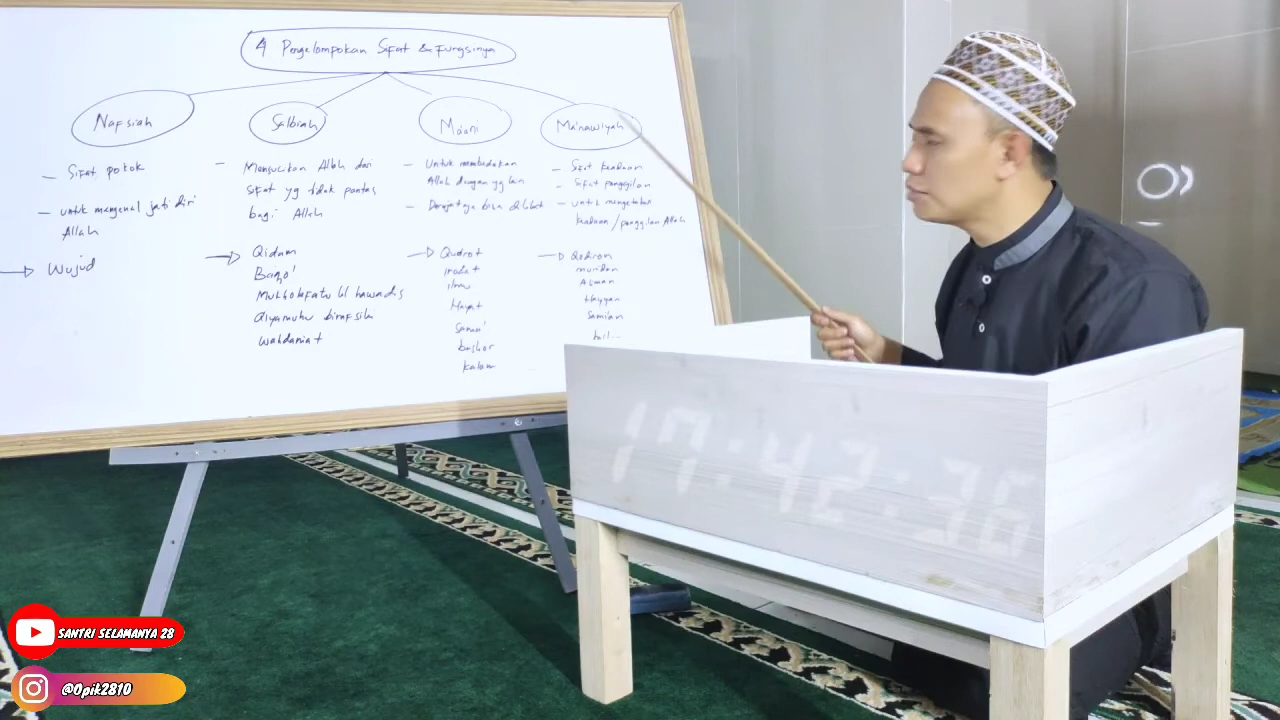 4 Pengelompokan Sifat & Fungsinya
Nafsiah
- Sifat pokok
- untuk mengenal jati diri
Allah
→ Wujud
Salbiah
- Mensucikan Allah dari
Sifat yg tidak pantas
bagi Allah
→ Qidam
Baqo'
Mukholafatu lil hawadis
Qiyamuhu binafsih
Wahdaniat
Ma'ani
- Untuk membedakan
Allah dengan yg lain
- Derajatnya bisa dilihat
→ Qudrot
irodat
ilmu
Hayat
Sama'
bashor
kalam
Ma'nawiyah
- Sifat keadaan
- Sifat panggilan
- untuk mengetahui
keadaan / panggilan Allah
→ Qodiron
muridan
Aliman
Hayyan
Samian
17:42:36
SANTRI SELAMANYA 28
@Opik2810